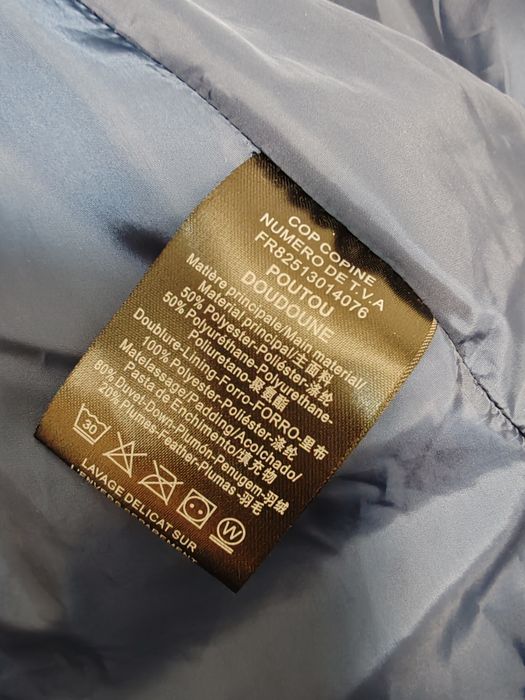 COP COPINE
NUMERO DE T.V.A
FR82513014076
POUTOU
DOUDOUNE
Matière principale/Main material/
Material principal/主面料
50% Polyester-Poliéster-涤纶
50% Polyuréthane-Polyurethane-
Poliuretano-聚氨酯
Doublure-Lining-Forro-FORRO-里布
100% Polyester-Poliéster-涤纶
Matelassage/Padding/Acolchado/
Pasta de Enchimento/填充物
80% Duvet-Down-Plumón-Penugem-羽绒
20% Plumes-Feather-Plumas-羽毛
30
W
LAVAGE DELICAT SUR